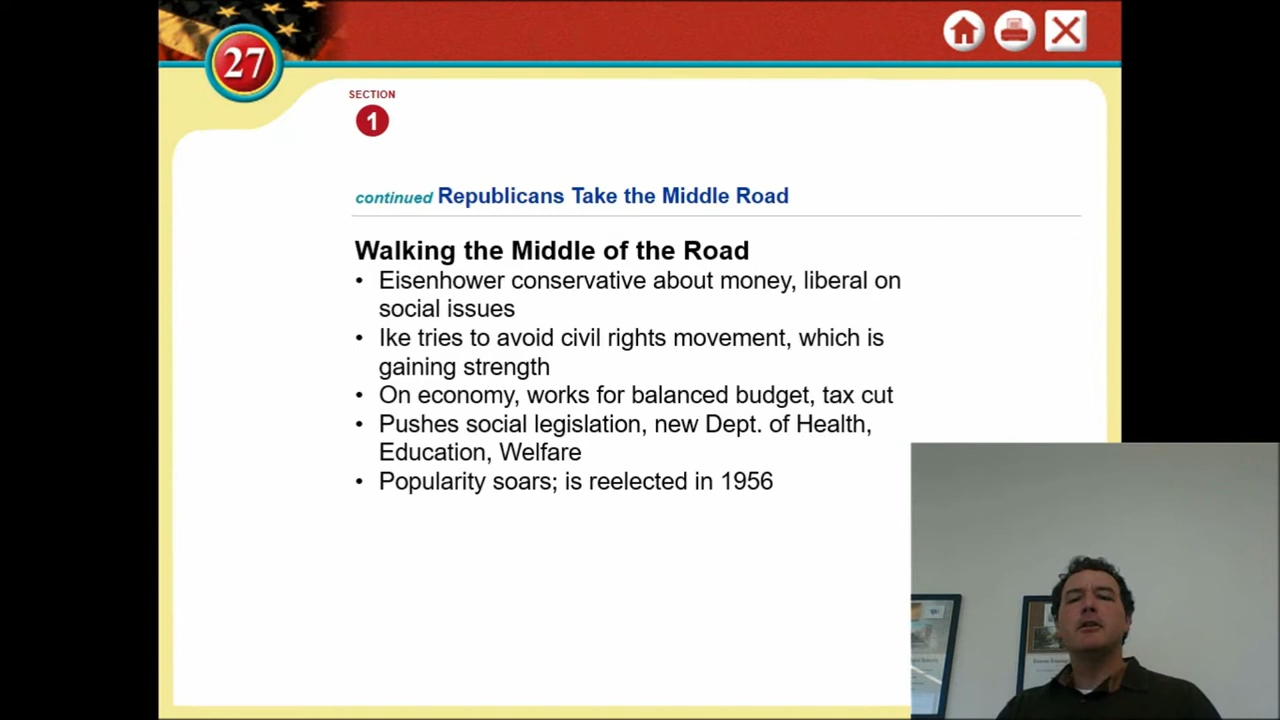 27
SECTION
1
continued Republicans Take the Middle Road
Walking the Middle of the Road
• Eisenhower conservative about money, liberal on
social issues
• Ike tries to avoid civil rights movement, which is
gaining strength
• On economy, works for balanced budget, tax cut
• Pushes social legislation, new Dept. of Health,
Education, Welfare
• Popularity soars; is reelected in 1956